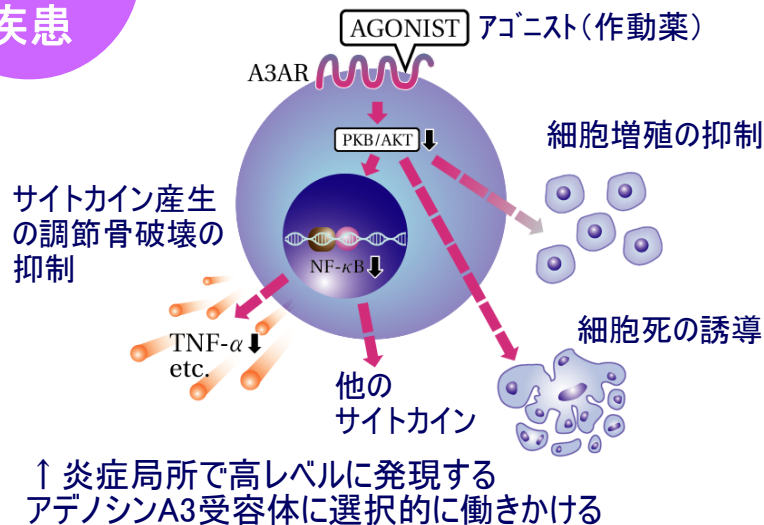 疾患
AGONIST アゴニスト（作動薬）
A3AR
PKB/AKT
細胞増殖の抑制
サイトカイン産生
の調節骨破壊の
抑制
NF-κB
TNF-α
etc.
他の
サイトカイン
細胞死の誘導
↑炎症局所で高レベルに発現する
アデノシンA3受容体に選択的に働きかける